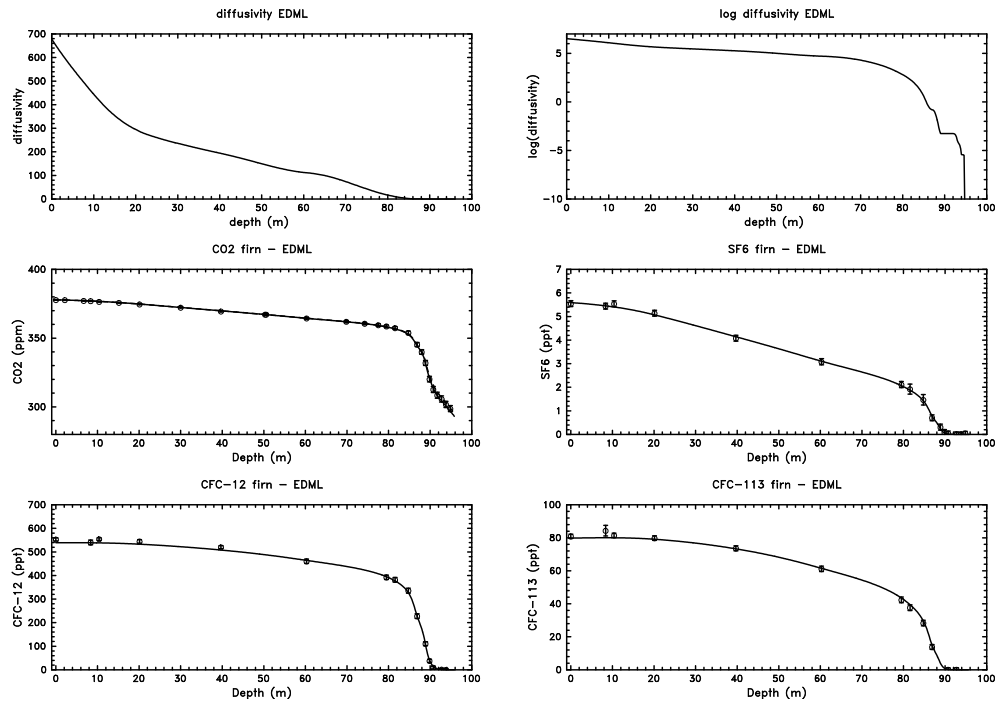 diffusivity EDML
700
600
500
400
300
200
100
0
diffusivity
0 10 20 30 40 50 60 70 80 90 100
depth (m)
log diffusivity EDML
5
0
−5
−10
log(diffusivity)
0 10 20 30 40 50 60 70 80 90 100
depth (m)
CO2 firn − EDML
400
350
300
CO2 (ppm)
0 10 20 30 40 50 60 70 80 90 100
Depth (m)
SF6 firn − EDML
7
6
5
4
3
2
1
0
SF6 (ppt)
0 10 20 30 40 50 60 70 80 90 100
Depth (m)
CFC−12 firn − EDML
700
600
500
400
300
200
100
0
CFC−12 (ppt)
0 10 20 30 40 50 60 70 80 90 100
Depth (m)
CFC−113 firn − EDML
100
80
60
40
20
0
CFC−113 (ppt)
0 10 20 30 40 50 60 70 80 90 100
Depth (m)